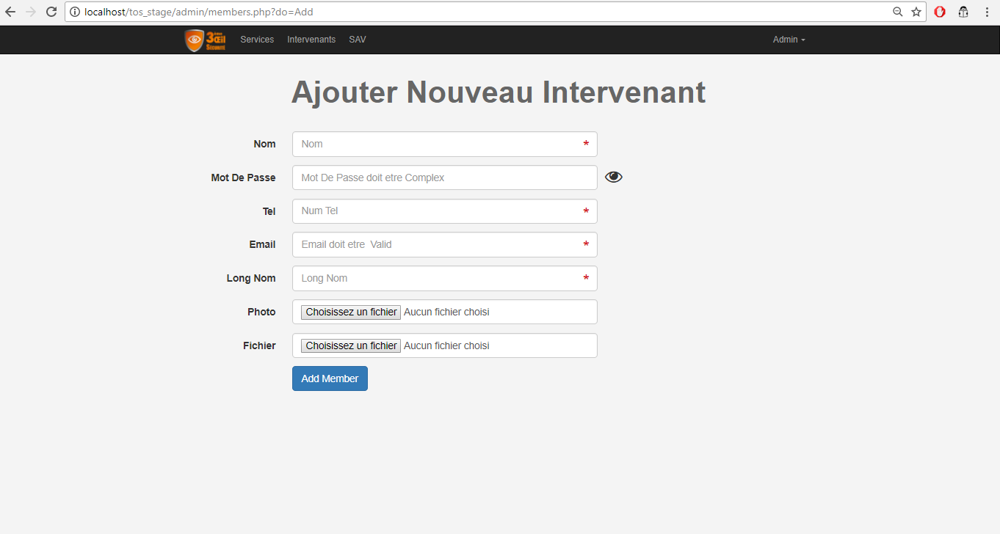 localhost/tos_stage/admin/members.php?do=Add
3Œil Sécurité Services Intervenants SAV Admin
Ajouter Nouveau Intervenant
Nom Nom *
Mot De Passe Mot De Passe doit etre Complex
Tel Num Tel *
Email Email doit etre  Valid *
Long Nom Long Nom *
Photo Choisissez un fichier Aucun fichier choisi
Fichier Choisissez un fichier Aucun fichier choisi
Add Member